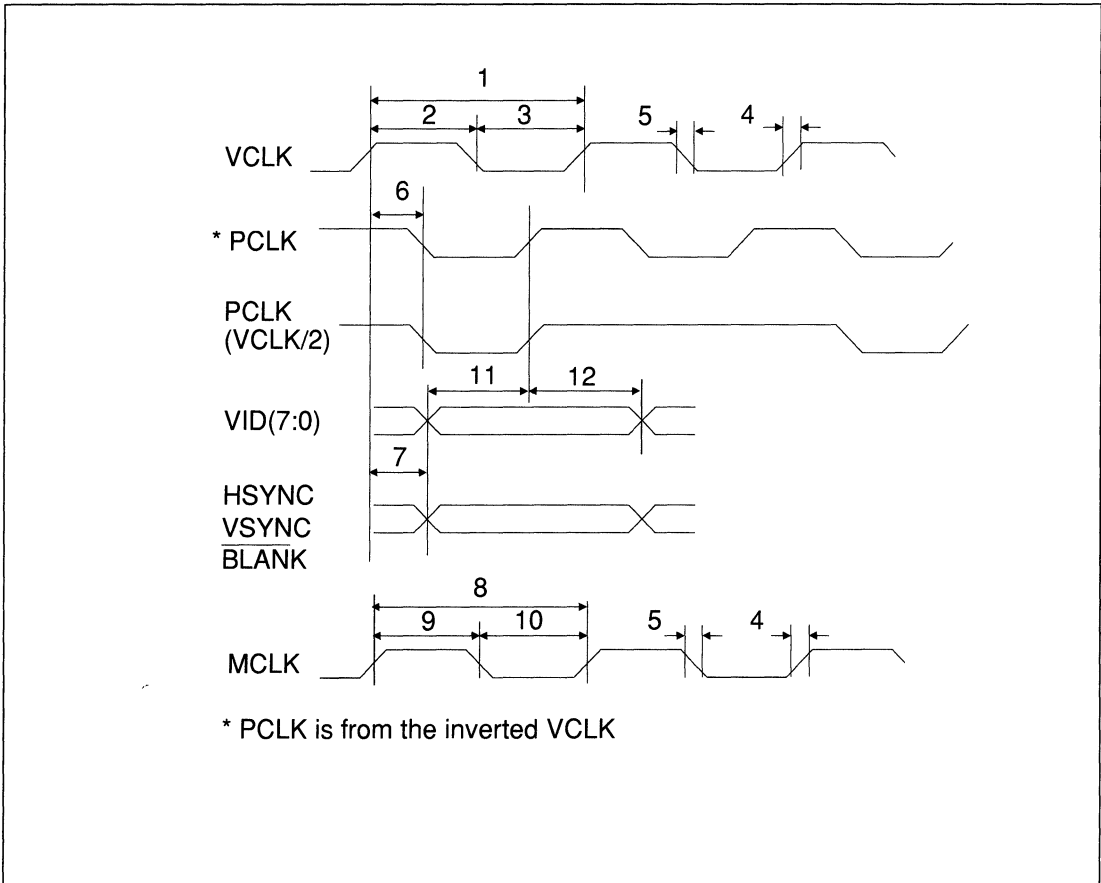 1
2 3 5 4
VCLK
6
* PCLK
PCLK
(VCLK/2)
11 12
VID(7:0)
7
HSYNC
VSYNC
BLANK
8
9 10 5 4
MCLK
* PCLK is from the inverted VCLK